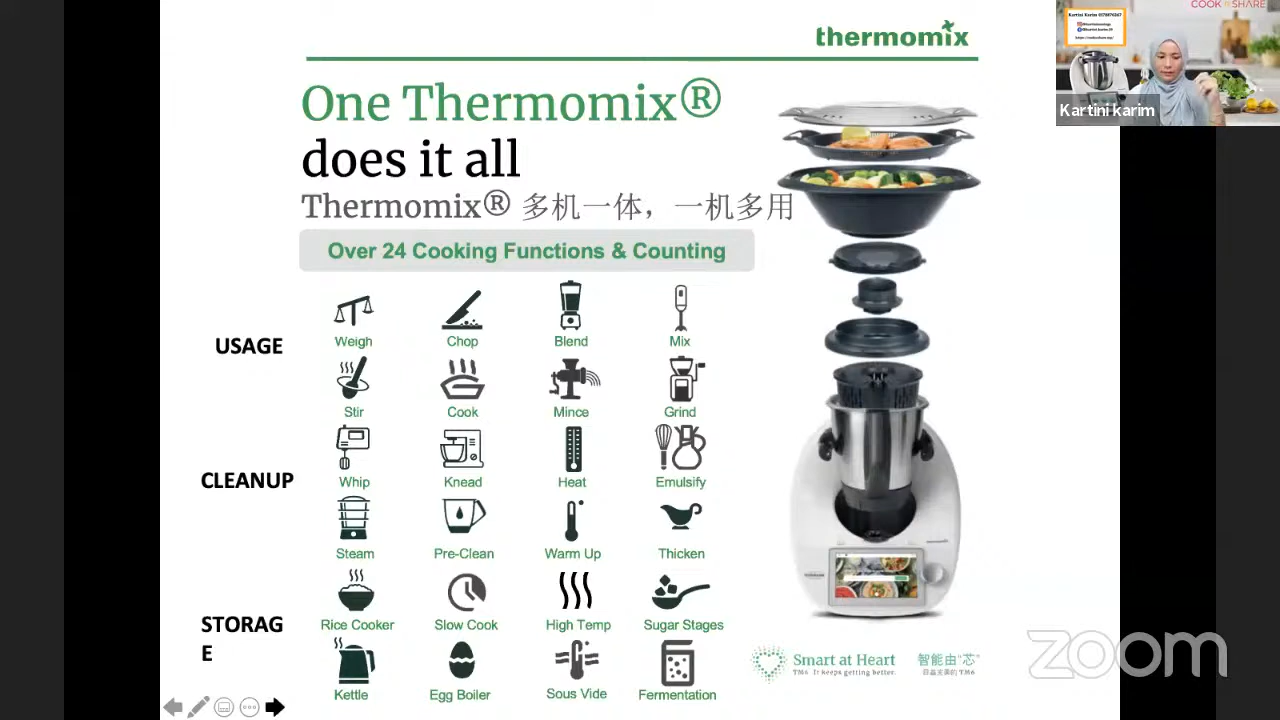 thermomix
One Thermomix®
does it all
Thermomix® 多机一体，一机多用
Over 24 Cooking Functions & Counting
USAGE
Weigh Chop Blend Mix
Stir Cook Mince Grind
CLEANUP
Whip Knead Heat Emulsify
Steam Pre-Clean Warm Up Thicken
STORAG
E
Rice Cooker Slow Cook High Temp Sugar Stages
Kettle Egg Boiler Sous Vide Fermentation
Smart at Heart
TM6. It keeps getting better.
智能由“芯”
COOK N SHARE
Kartini karim
zoom